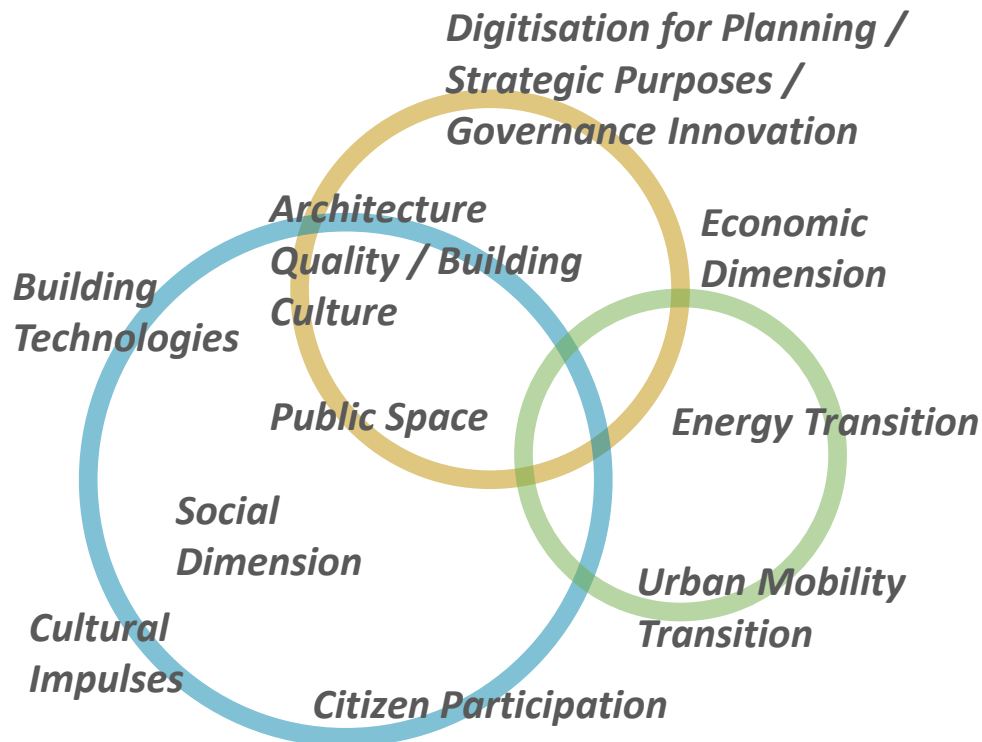 Digitisation for Planning /
Strategic Purposes /
Governance Innovation
Architecture
Quality / Building
Culture
Economic
Dimension
Building
Technologies
Public Space
Energy Transition
Social
Dimension
Urban Mobility
Transition
Cultural
Impulses
Citizen Participation